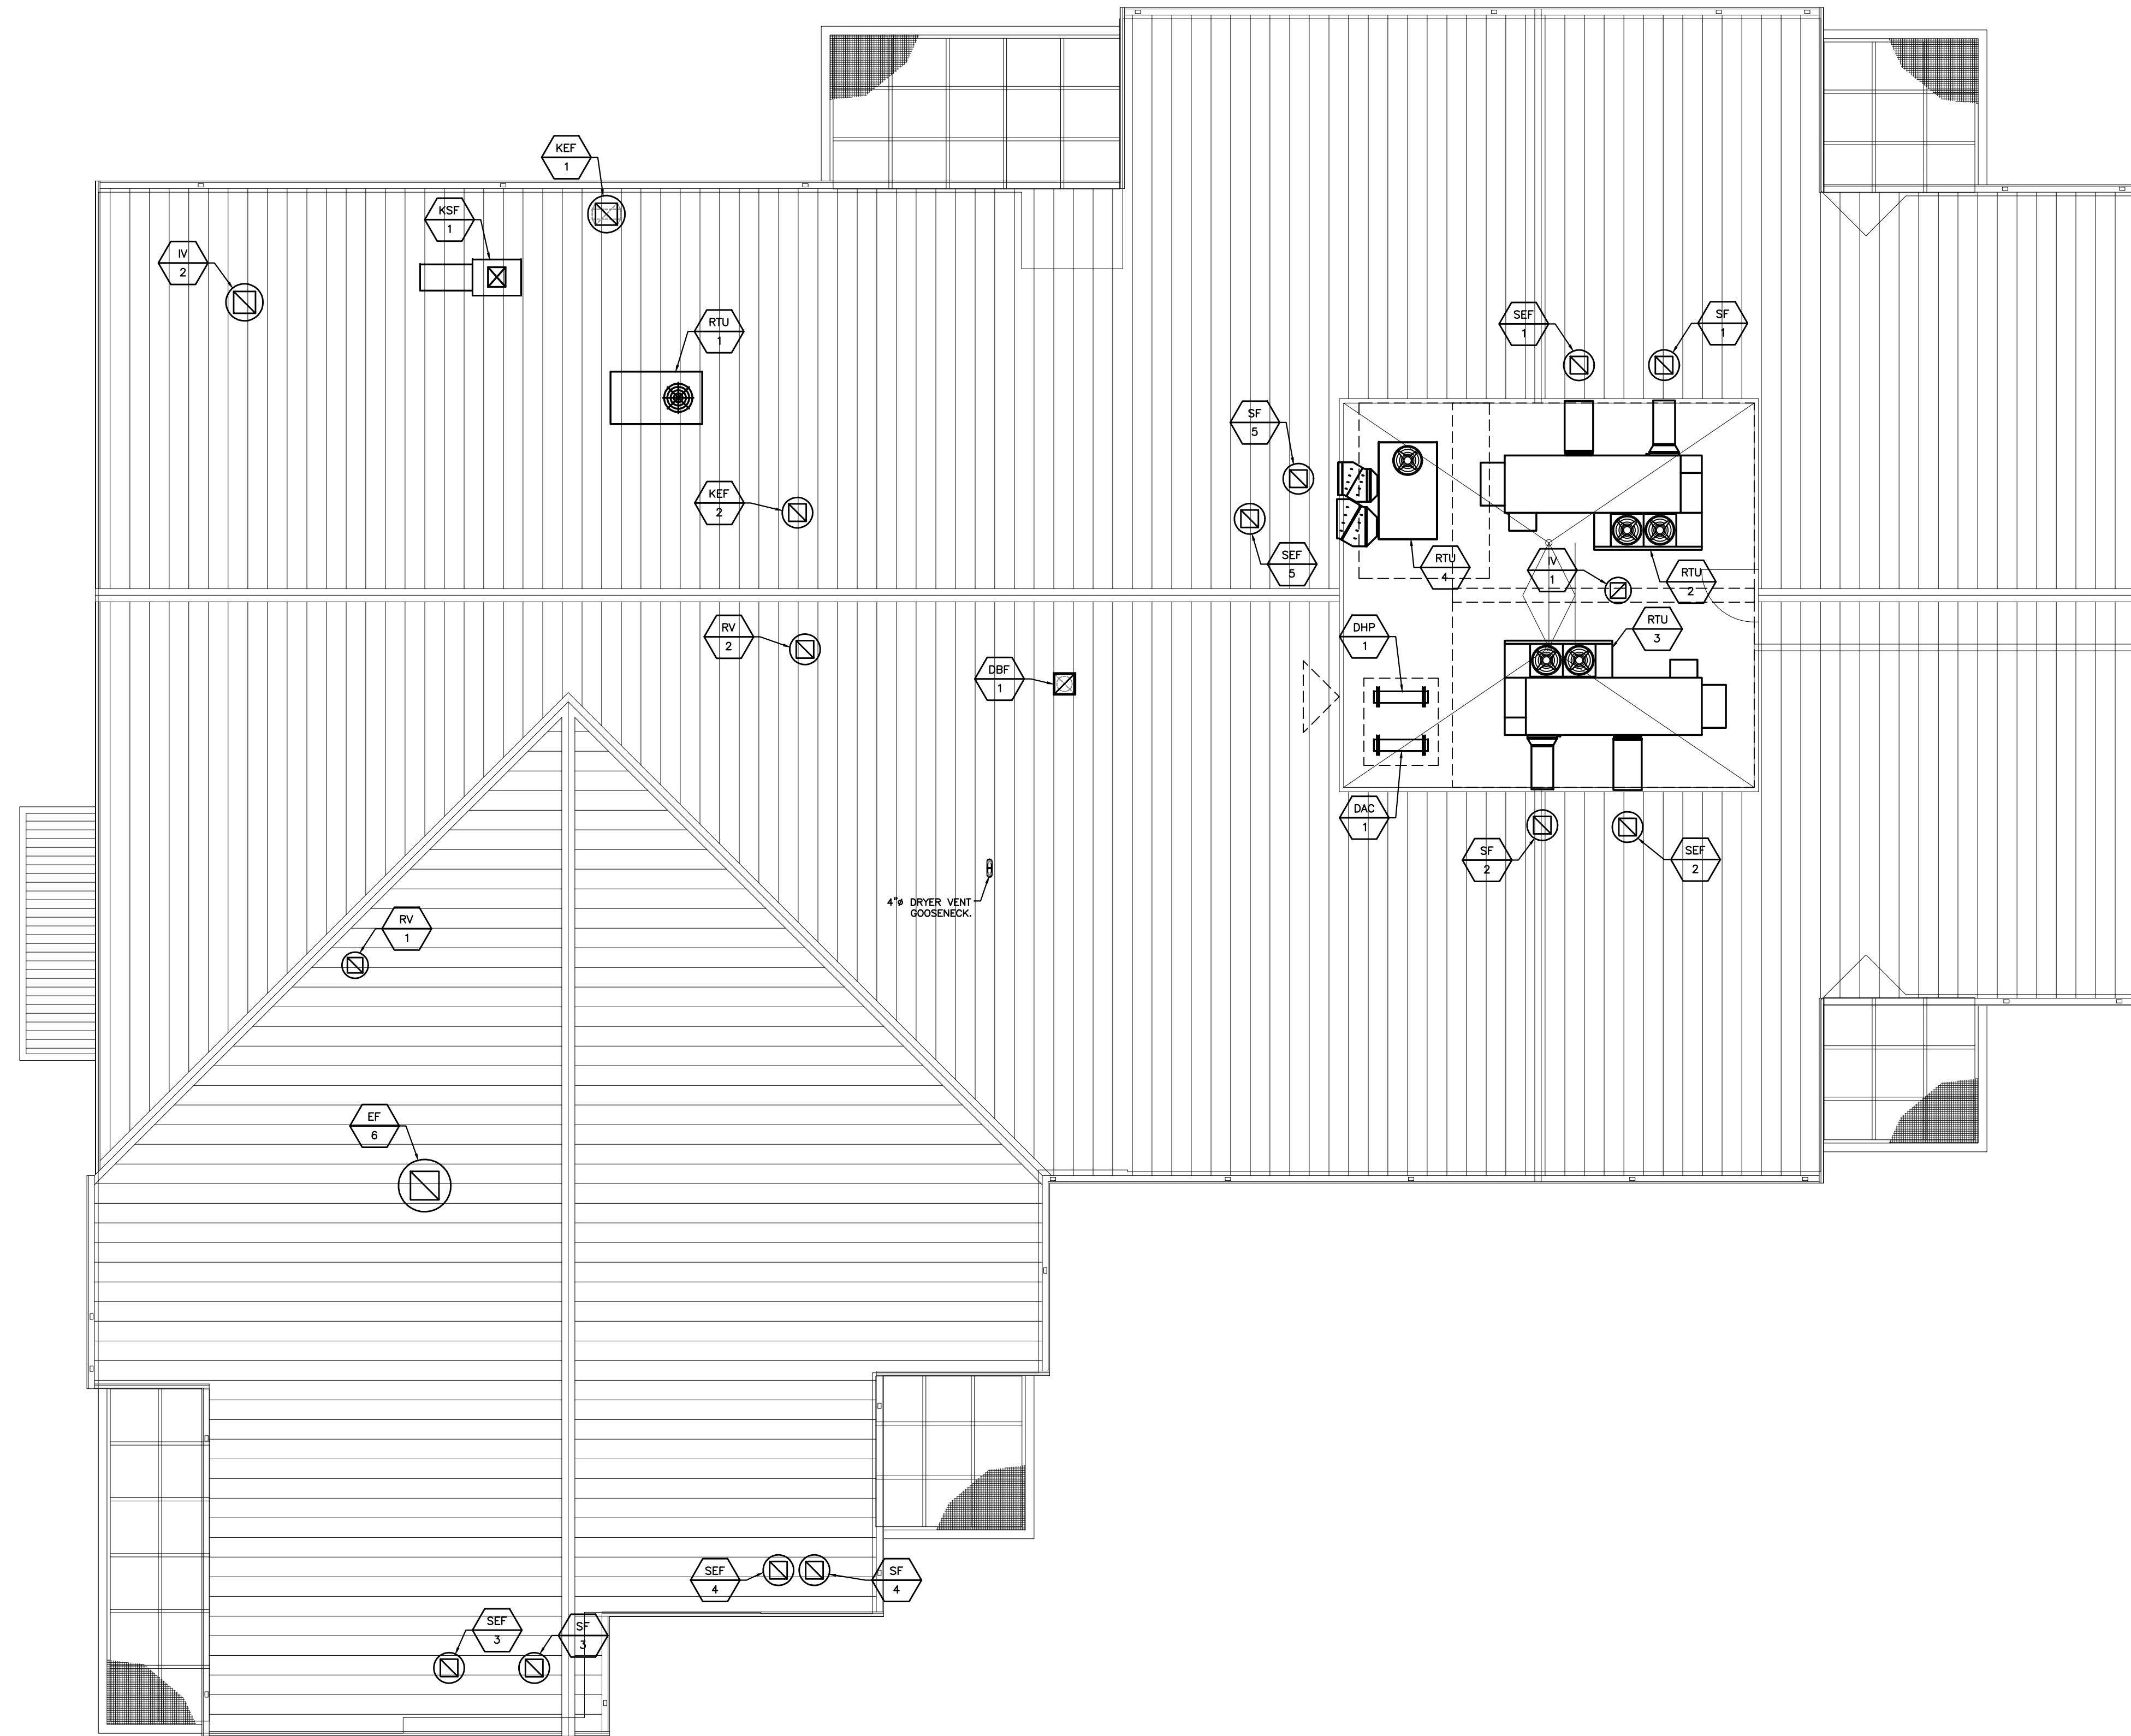 KEF
1
KSF
1
IV
2
RTU
1
SEF
1
SF
1
SF
5
KEF
2
SEF
5
RTU
4
IV
1
RTU
2
RV
2
DHP
1
RTU
3
DBF
1
DAC
1
SF
2
SEF
2
4"ø DRYER VENT
GOOSENECK.
RV
1
EF
6
SEF
4
SF
4
SEF
3
SF
3